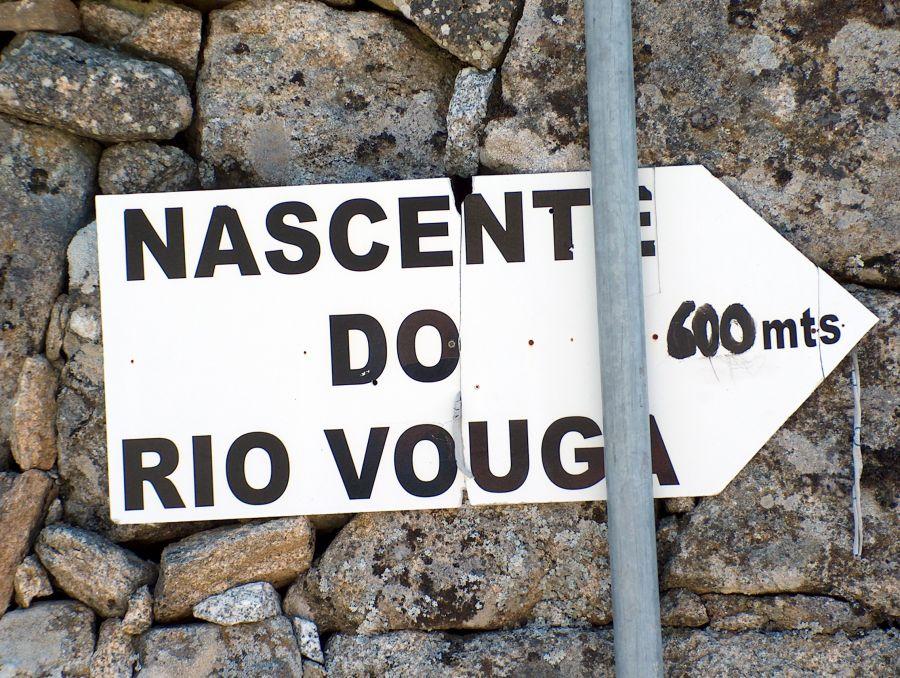 NASCENTE
DO
600 mts
RIO VOUGA